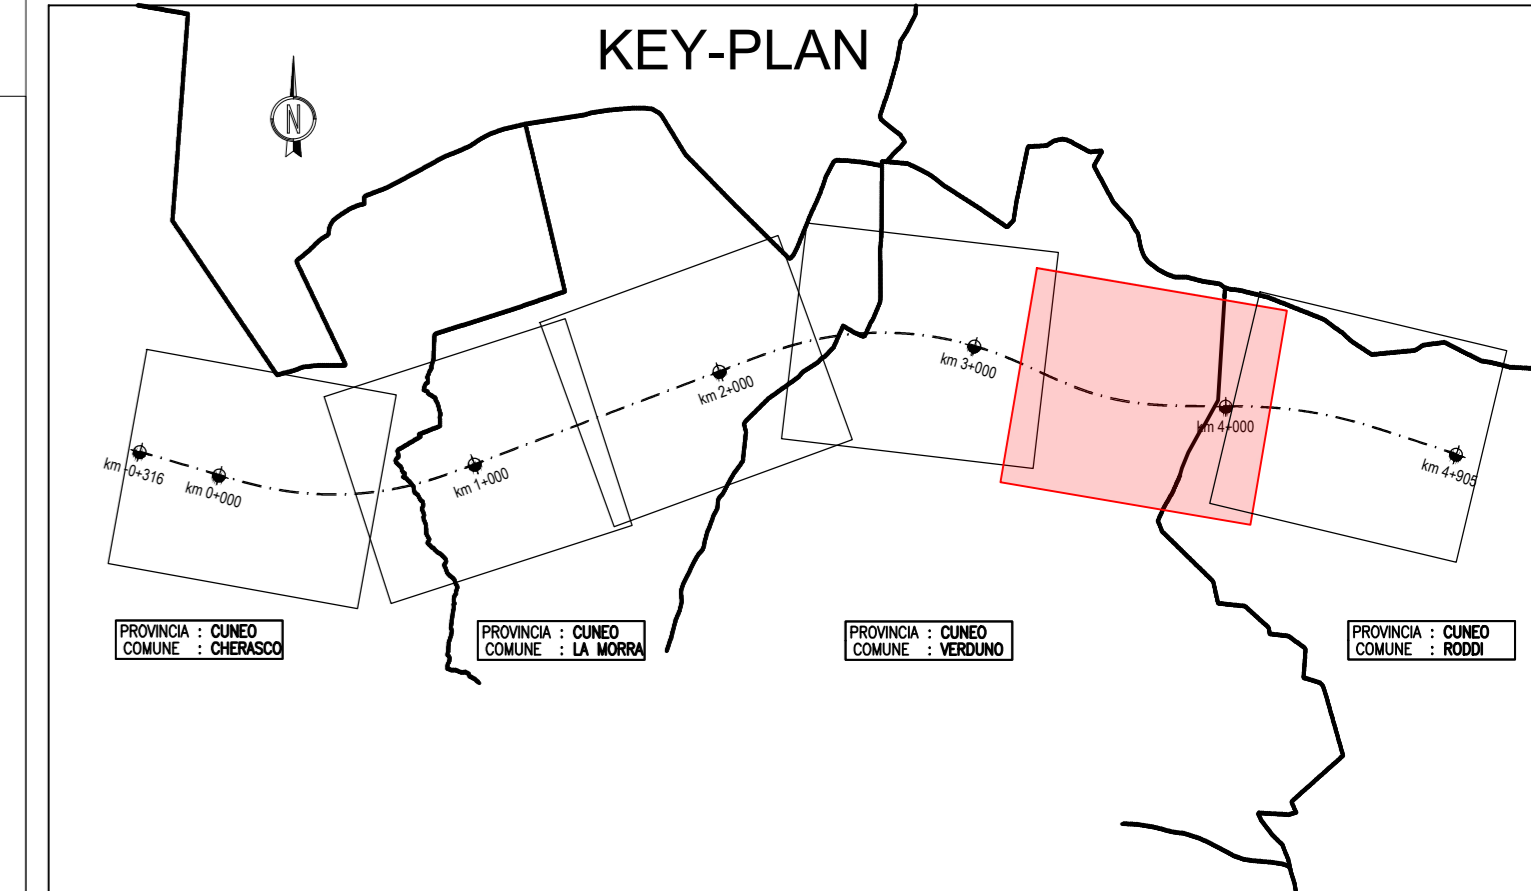 KEY-PLAN
N
km -0+316
km 0+000
km 1+000
km 2+000
km 3+000
km 4+000
km 4+905
PROVINCIA : CUNEO
COMUNE : CHERASCO
PROVINCIA : CUNEO
COMUNE : LA MORRA
PROVINCIA : CUNEO
COMUNE : VERDUNO
PROVINCIA : CUNEO
COMUNE : RODDI